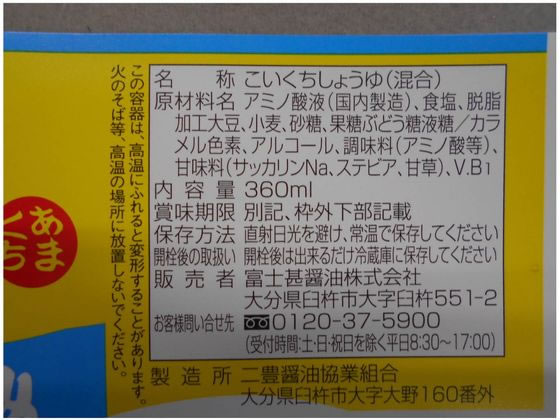 名称 こいくちしょうゆ(混合)
原材料名 アミノ酸液(国内製造)、食塩、脱脂
加工大豆、小麦、砂糖、果糖ぶどう糖液糖／カラ
メル色素、アルコール、調味料(アミノ酸等)、
甘味料(サッカリンNa、ステビア、甘草)、V.B1
内容量 360ml
賞味期限 別記、枠外下部記載
保存方法 直射日光を避け、常温で保存してください
開栓後の取扱い 開栓後は出来るだけ冷蔵庫に保存してください
販売者 富士甚醤油株式会社
大分県臼杵市大字臼杵551-2
お客様問い合せ先 0120-37-5900
(受付時間:土・日・祝日を除く平日8:30〜17:00)
製造所 二豊醤油協業組合
大分県臼杵市大字大野160番外
この容器は、高温にふれると変形することがあります。
火のそば等、高温の場所に放置しないでください。
あま
くち